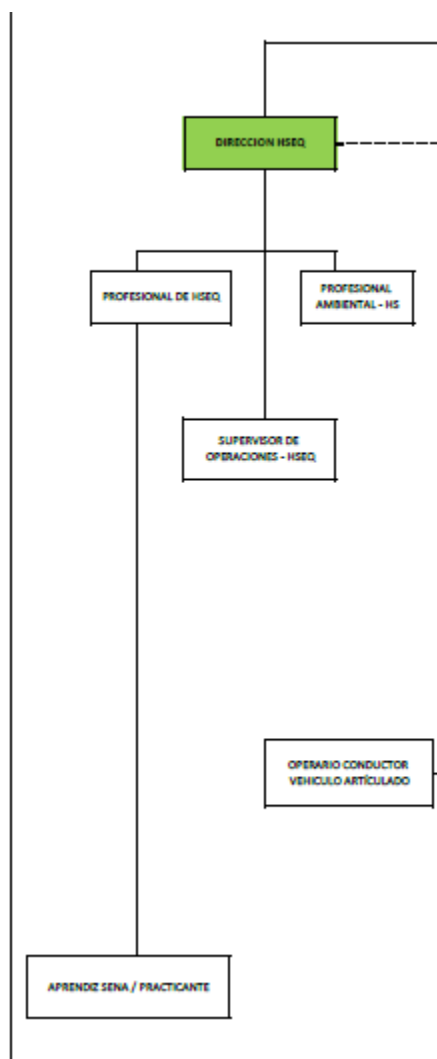 DIRECCION HSEQ
PROFESIONAL DE HSEQ
PROFESIONAL
AMBIENTAL - HS
SUPERVISOR DE
OPERACIONES - HSEQ
OPERARIO CONDUCTOR
VEHICULO ARTÍCULADO
APRENDIZ SENA / PRACTICANTE